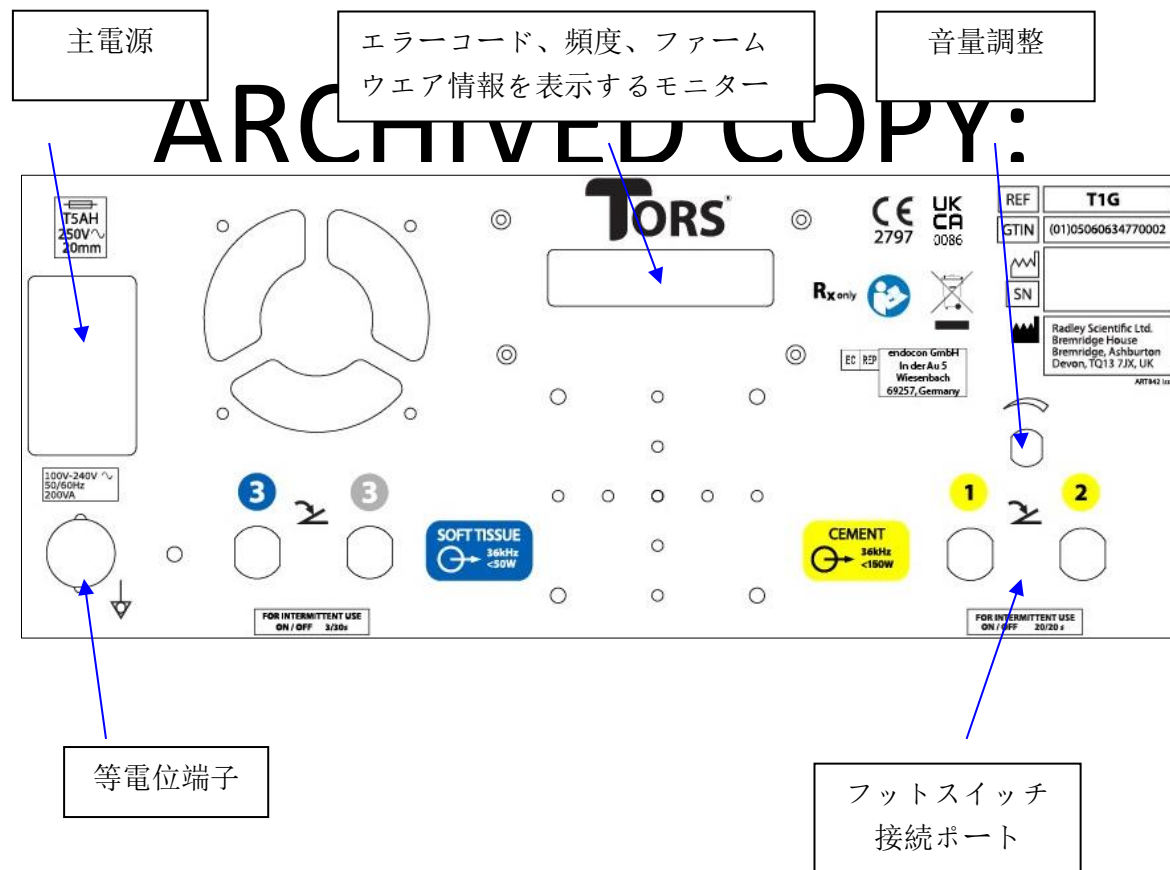 主電源
エラーコード、頻度、ファーム
ウエア情報を表示するモニター
音量調整
ARCHIVED COPY:
T5AH
250V
20mm
TORS
CE
2797
UK
CA
0086
REF
T1G
GTIN
(01)05060634770002
SN
Rx only
Radley Scientific Ltd.
Bremridge House
Bremridge, Ashburton
Devon, TQ13 7JX, UK
EC REP
endocon GmbH
In der Au 5
Wiesenbach
69257, Germany
100V-240V
50/60Hz
200VA
3
3
SOFT TISSUE
36kHz
<50W
CEMENT
36kHz
<150W
1
2
FOR INTERMITTENT USE
ON / OFF 3/30s
FOR INTERMITTENT USE
ON / OFF 20/20 s
等電位端子
フットスイッチ
接続ポート